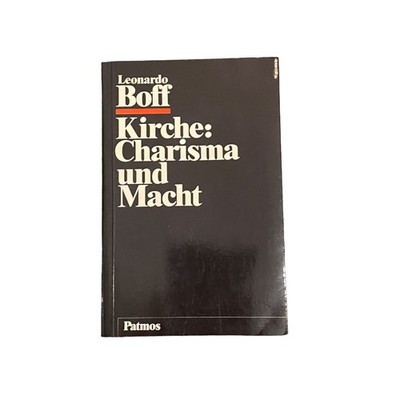 Leonardo
Boff
Kirche:
Charisma
und
Macht
Patmos